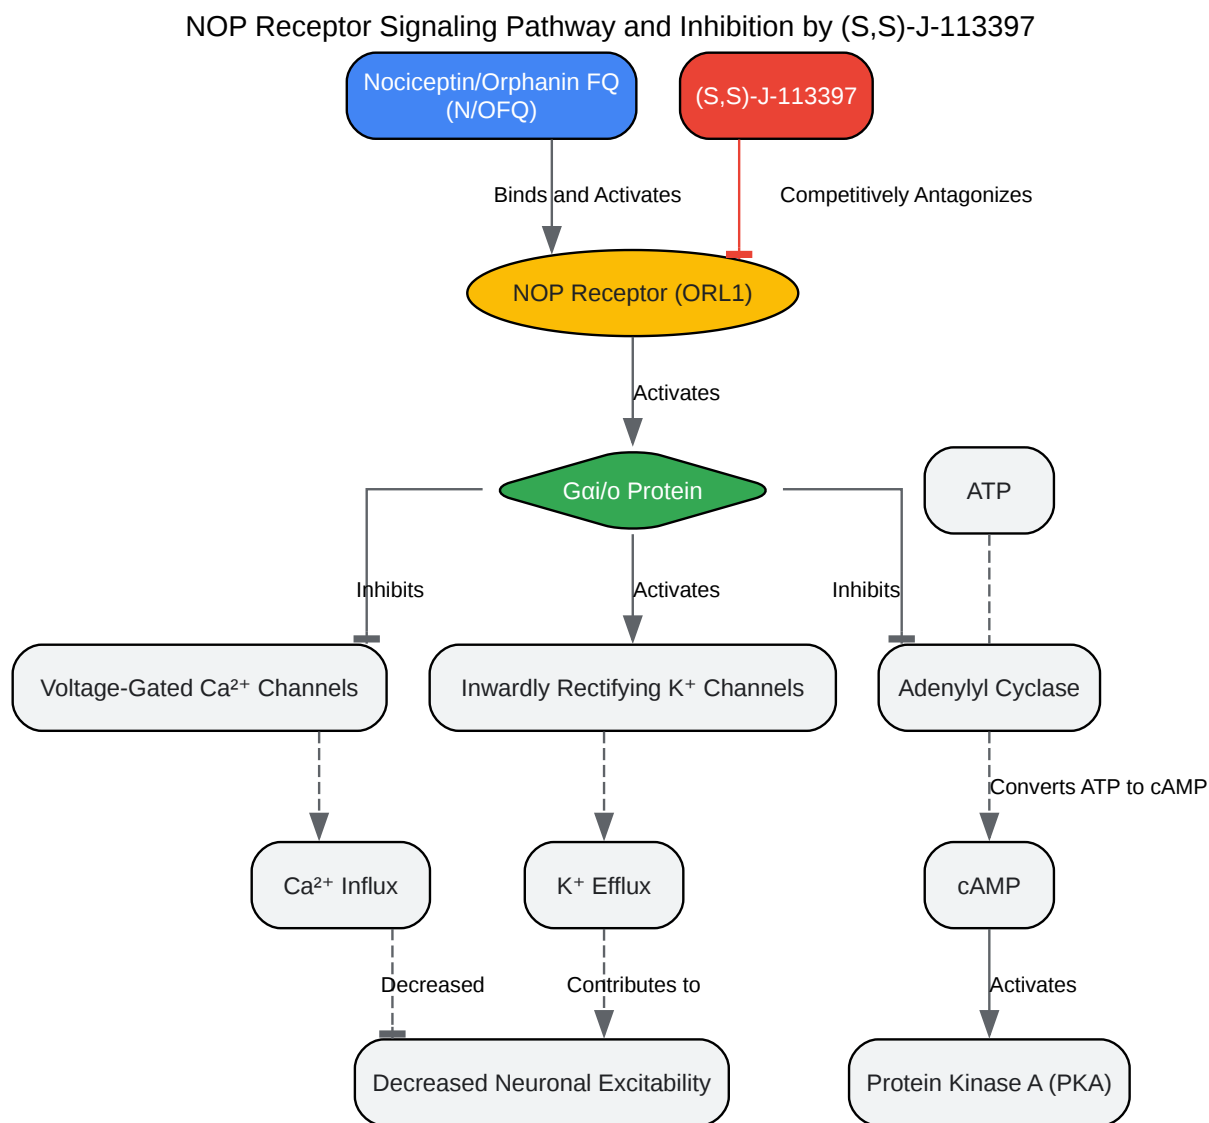 NOP Receptor Signaling Pathway and Inhibition by (S,S)-J-113397
Nociceptin/Orphanin FQ
(N/OFQ)
(S,S)-J-113397
Binds and Activates
Competitively Antagonizes
NOP Receptor (ORL1)
Activates
Gαi/o Protein
ATP
Inhibits
Activates
Inhibits
Voltage-Gated Ca²⁺ Channels
Inwardly Rectifying K⁺ Channels
Adenylyl Cyclase
Converts ATP to cAMP
Ca²⁺ Influx
K⁺ Efflux
cAMP
Decreased
Contributes to
Activates
Decreased Neuronal Excitability
Protein Kinase A (PKA)